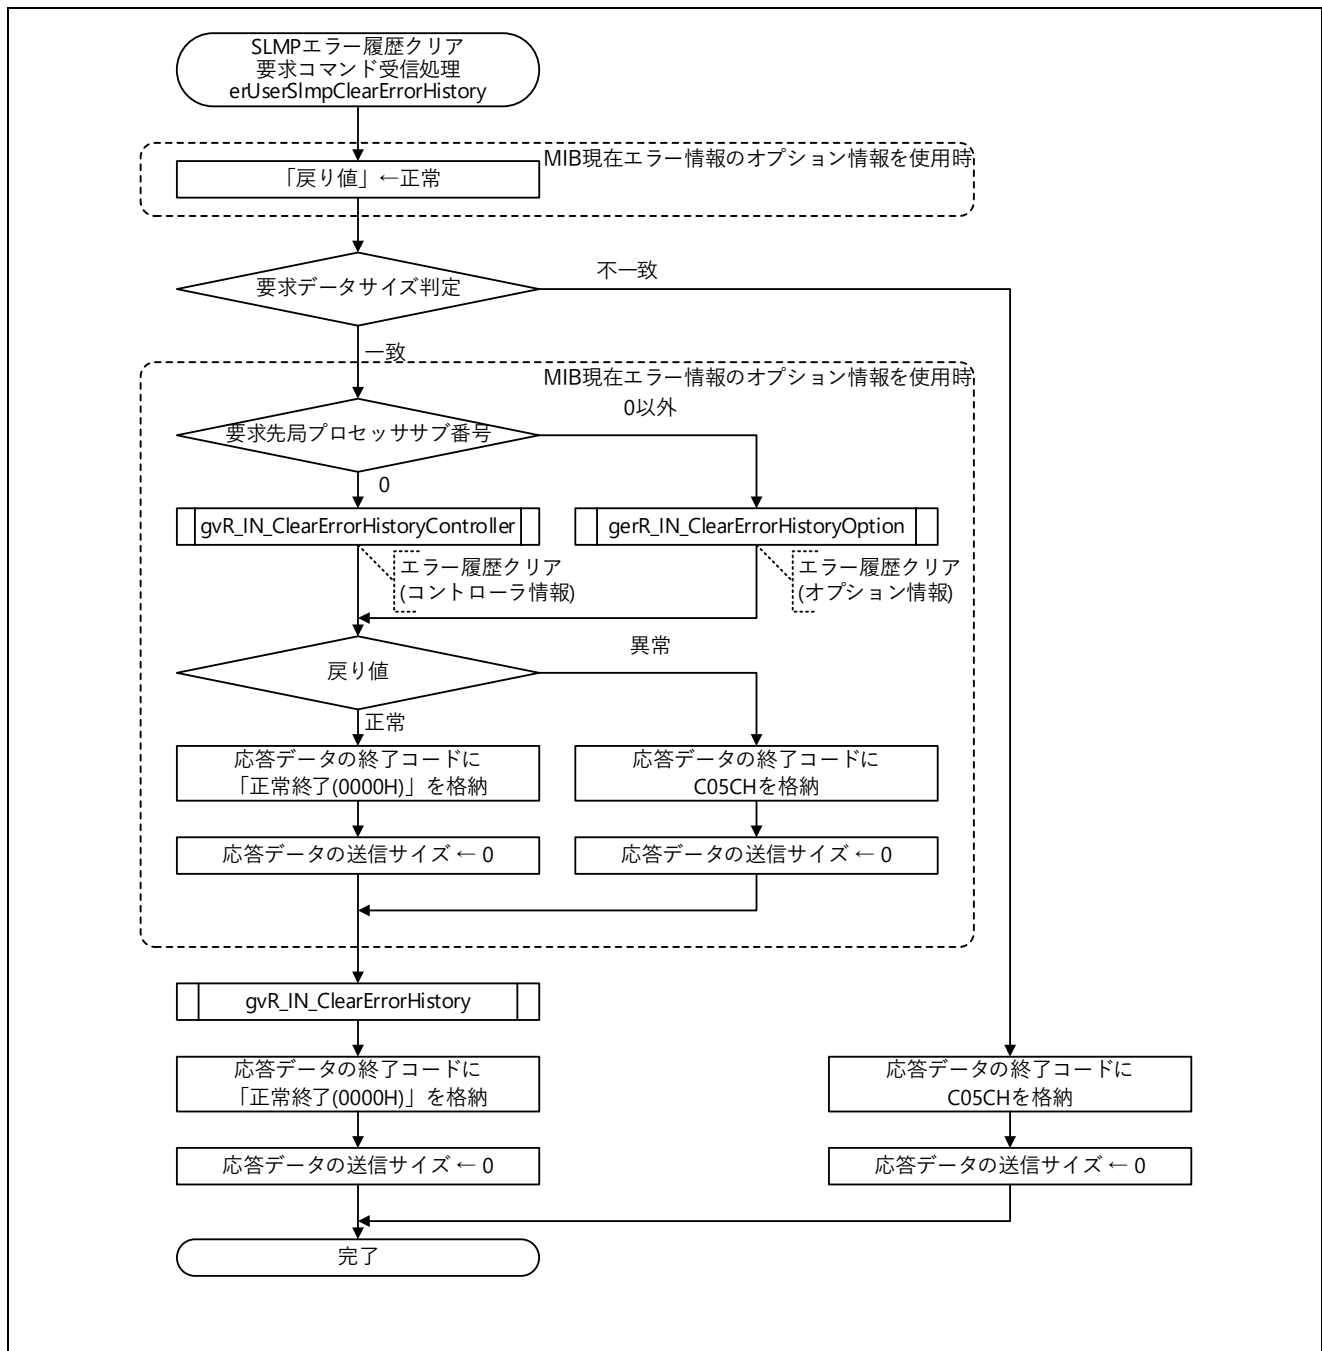 SLMPエラー履歴クリア
要求コマンド受信処理
erUserSlmpClearErrorHistory
MIB現在エラー情報のオプション情報を使用時
「戻り値」←正常
不一致
要求データサイズ判定
一致
MIB現在エラー情報のオプション情報を使用時
0以外
要求先局プロセッササブ番号
0
gvR_IN_ClearErrorHistoryController
gerR_IN_ClearErrorHistoryOption
エラー履歴クリア
(コントローラ情報)
エラー履歴クリア
(オプション情報)
異常
戻り値
正常
応答データの終了コードに
「正常終了(0000H)」を格納
応答データの終了コードに
C05CHを格納
応答データの送信サイズ ← 0
応答データの送信サイズ ← 0
gvR_IN_ClearErrorHistory
応答データの終了コードに
「正常終了(0000H)」を格納
応答データの終了コードに
C05CHを格納
応答データの送信サイズ ← 0
応答データの送信サイズ ← 0
完了